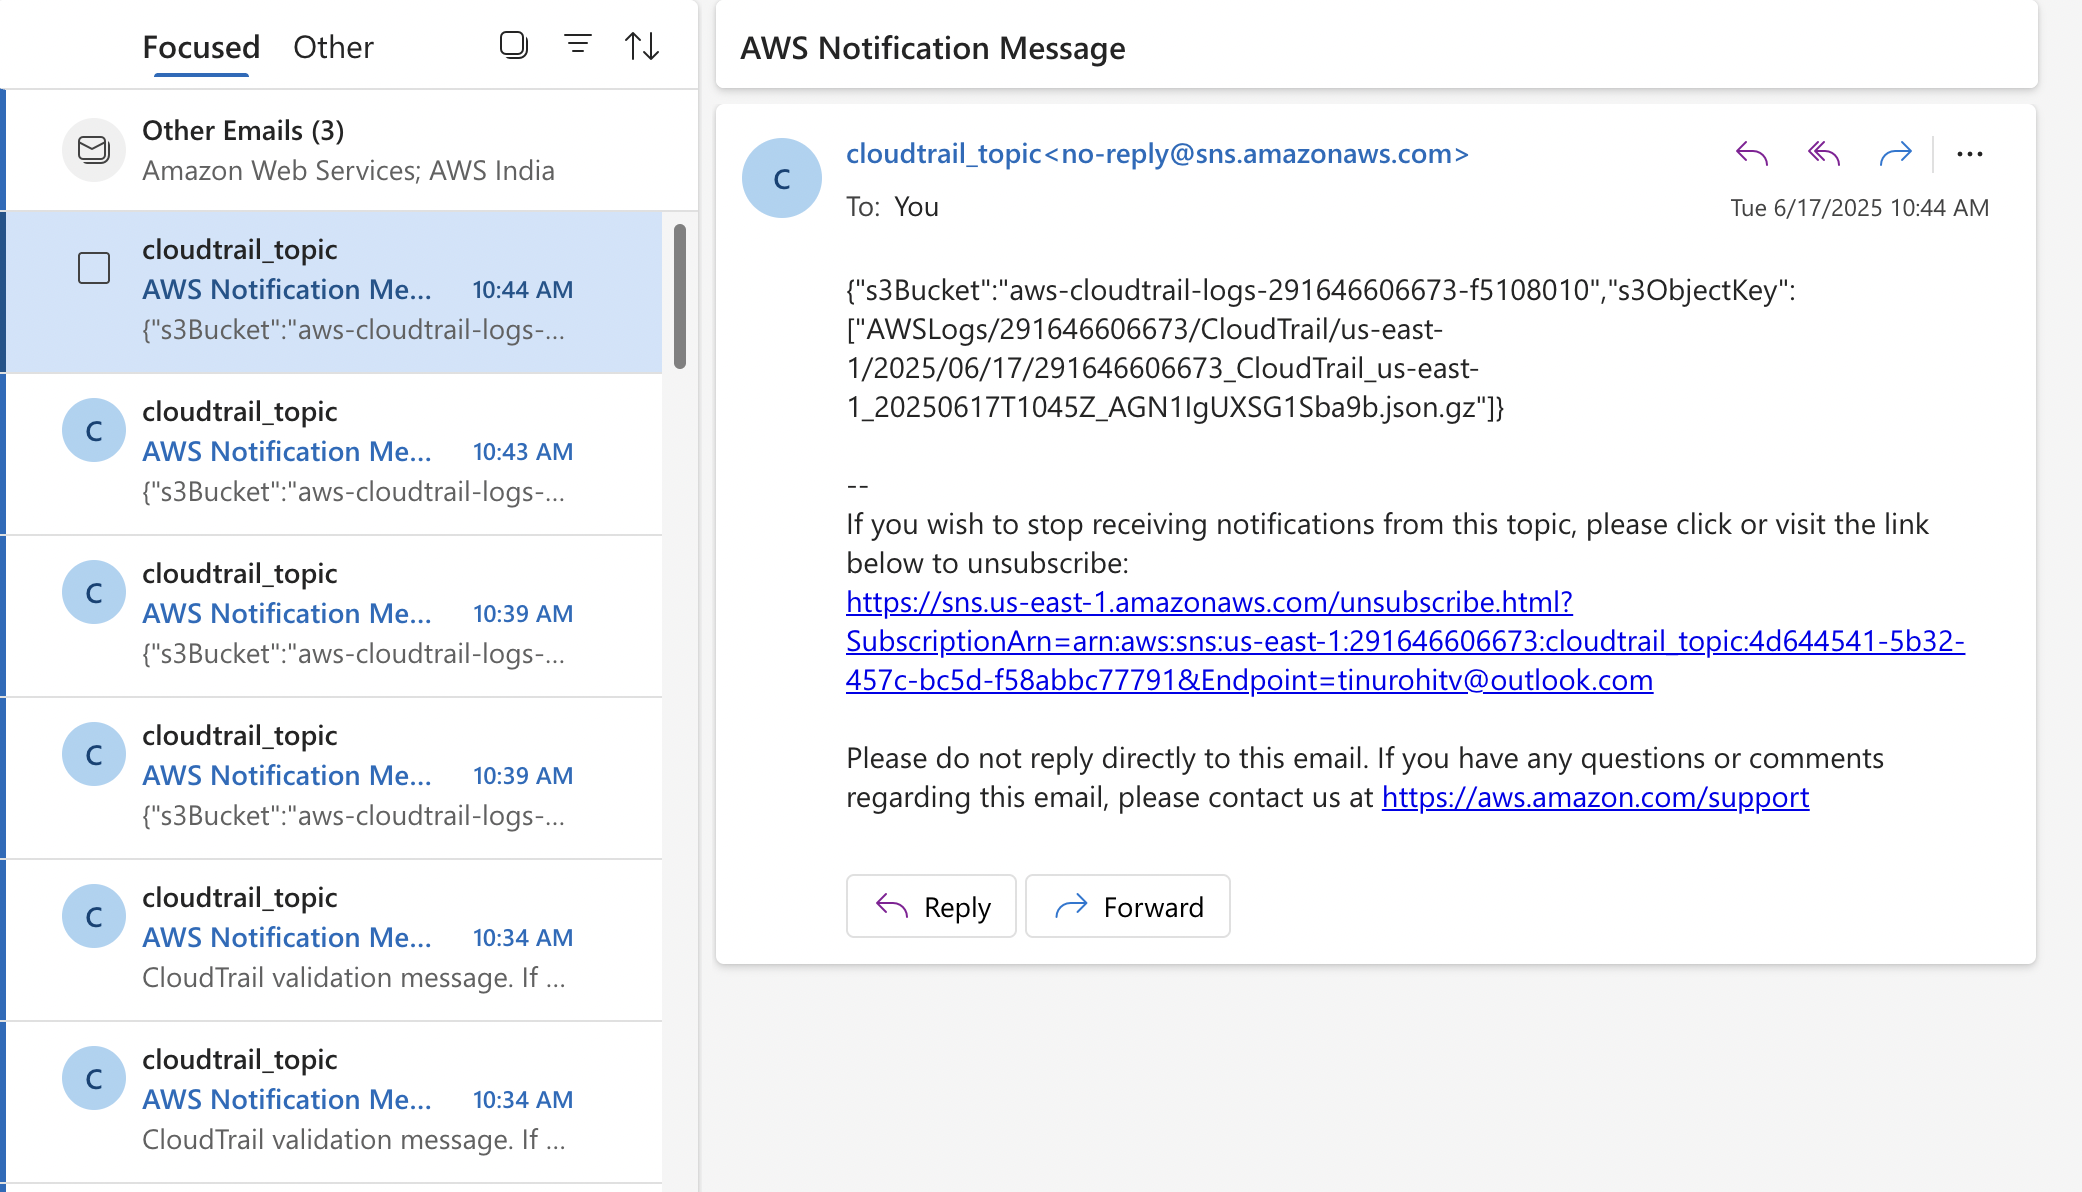 Focused Other
Other Emails (3)
Amazon Web Services; AWS India
cloudtrail_topic
AWS Notification Me... 10:44 AM
{"s3Bucket":"aws-cloudtrail-logs-...
C
cloudtrail_topic
AWS Notification Me... 10:43 AM
{"s3Bucket":"aws-cloudtrail-logs-...
C
cloudtrail_topic
AWS Notification Me... 10:39 AM
{"s3Bucket":"aws-cloudtrail-logs-...
C
cloudtrail_topic
AWS Notification Me... 10:39 AM
{"s3Bucket":"aws-cloudtrail-logs-...
C
cloudtrail_topic
AWS Notification Me... 10:34 AM
CloudTrail validation message. If ...
C
cloudtrail_topic
AWS Notification Me... 10:34 AM
CloudTrail validation message. If ...
AWS Notification Message
C
cloudtrail_topic<no-reply@sns.amazonaws.com>
To: You
Tue 6/17/2025 10:44 AM
{"s3Bucket":"aws-cloudtrail-logs-291646606673-f5108010","s3ObjectKey":
["AWSLogs/291646606673/CloudTrail/us-east-
1/2025/06/17/291646606673_CloudTrail_us-east-
1_20250617T1045Z_AGN1IgUXSG1Sba9b.json.gz"]}
--
If you wish to stop receiving notifications from this topic, please click or visit the link
below to unsubscribe:
https://sns.us-east-1.amazonaws.com/unsubscribe.html?
SubscriptionArn=arn:aws:sns:us-east-1:291646606673:cloudtrail_topic:4d644541-5b32-
457c-bc5d-f58abbc77791&Endpoint=tinurohitv@outlook.com
Please do not reply directly to this email. If you have any questions or comments
regarding this email, please contact us at https://aws.amazon.com/support
Reply Forward